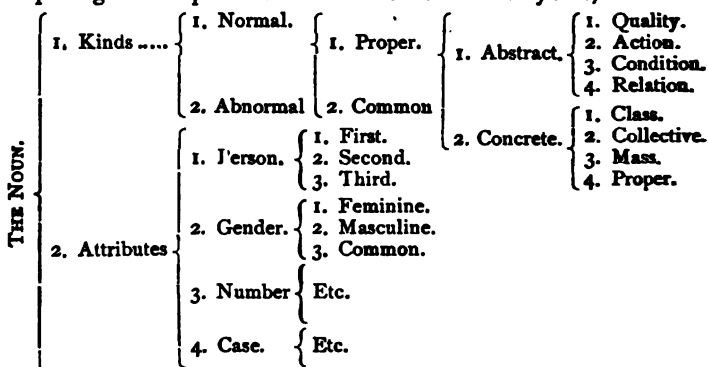 1. Normal.
1. Kinds .....
1. Proper.
1. Abstract.
1. Quality.
2. Action.
3. Condition.
4. Relation.
2. Abnormal
2. Common
2. Concrete.
1. Class.
2. Collective.
3. Mass.
4. Proper.
THE NOUN.
2. Attributes
1. J'erson.
1. First.
2. Second.
3. Third.
2. Gender.
1. Feminine.
2. Masculine.
3. Common.
3. Number
Etc.
4. Case.
Etc.